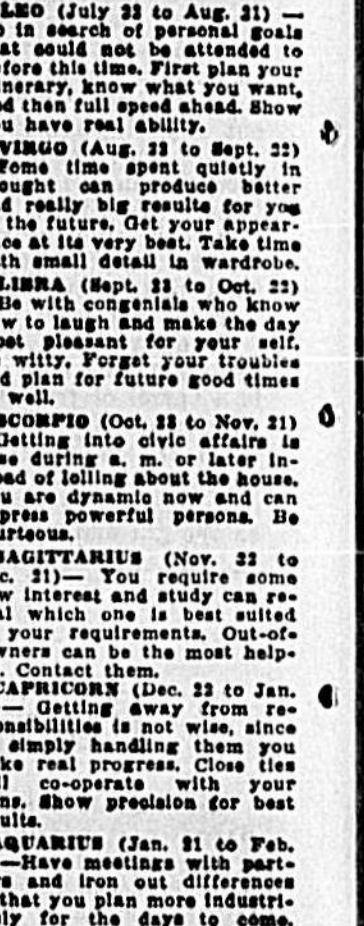 LEO (July 22 to Aug. 21) —
o in search of personal goals
at could not be attended to
fore this time. First plan your
inerary, know what you want,
d then full speed ahead. Show
u have real ability.
VIRGO (Aug. 22 to Sept. 22)
Some time spent quietly in
ought can produce better
d really big results for you
the future. Get your appear-
ce at its very best. Take time
th small detail in wardrobe.
LIBRA (Sept. 23 to Oct. 22)
Be with congenials who know
w to laugh and make the day
ost pleasant for your self.
witty. Forget your troubles
d plan for future good times
well.
SCORPIO (Oct. 23 to Nov. 21)
Getting into civic affairs is
se during a. m. or later in-
ead of lolling about the house.
u are dynamic now and can
press powerful persons. Be
urteous.
SAGITTARIUS (Nov. 22 to
c. 21)— You require some
w interest and study can re-
al which one is best suited
your requirements. Out-of-
wners can be the most help-
. Contact them.
CAPRICORN (Dec. 22 to Jan.
— Getting away from re-
onsibilities is not wise, since
simply handling them you
ke real progress. Close ties
ll co-operate with your
ns. Show precision for best
ults.
AQUARIUS (Jan. 21 to Feb.
—Have meetings with part-
rs and iron out differences
that you plan more industri-
ly for the days to come.